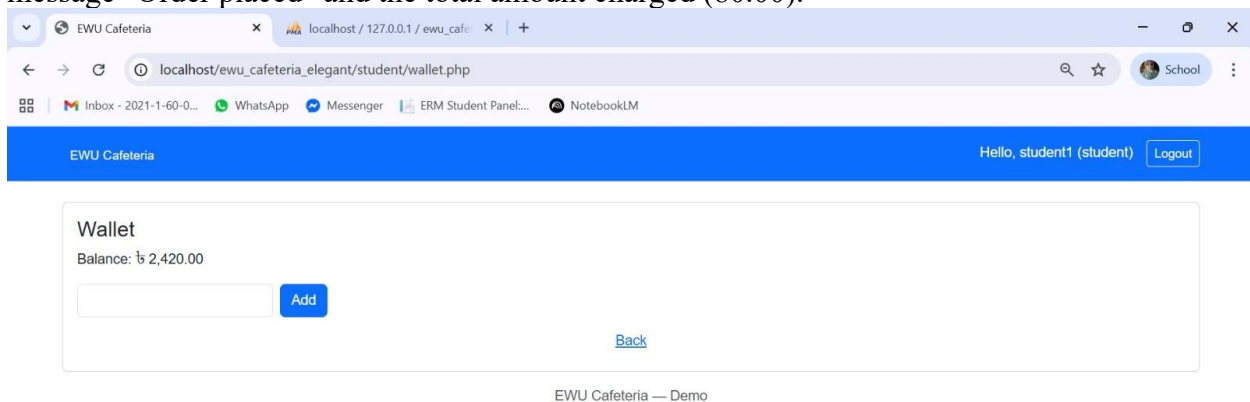 message "Order placed" and the total amount charged (80.00).
EWU Cafeteria
localhost / 127.0.0.1 / ewu_cafe
localhost/ewu_cafeteria_elegant/student/wallet.php
School
Inbox - 2021-1-60-0...
WhatsApp
Messenger
ERM Student Panel:...
NotebookLM
EWU Cafeteria
Hello, student1 (student)
Logout
Wallet
Balance: ৳ 2,420.00
Add
Back
EWU Cafeteria — Demo